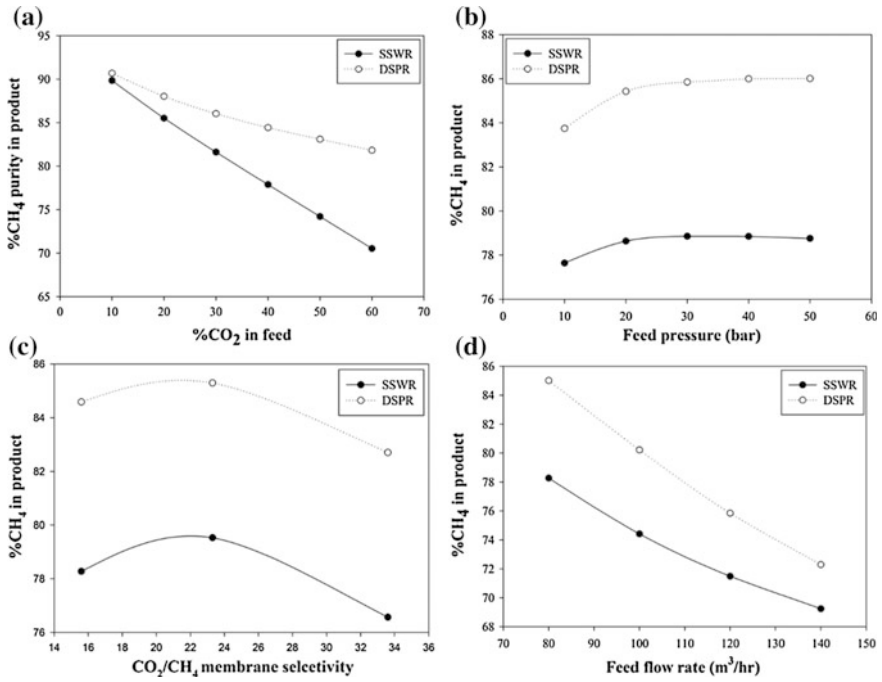 (a)
95
90
85
80
75
70
65
%CH4 purity in product
SSWR
DSPR
0 10 20 30 40 50 60 70
%CO2 in feed
(b)
86
84
82
80
78
76
%CH4 in product
SSWR
DSPR
0 10 20 30 40 50 60
Feed pressure (bar)
(c)
86
84
82
80
78
76
%CH4 in product
SSWR
DSPR
14 16 18 20 22 24 26 28 30 32 34 36
CO2/CH4 membrane selcetivity
(d)
86
84
82
80
78
76
74
72
70
68
%CH4 in product
SSWR
DSPR
70 80 90 100 110 120 130 140 150
Feed flow rate (m3/hr)